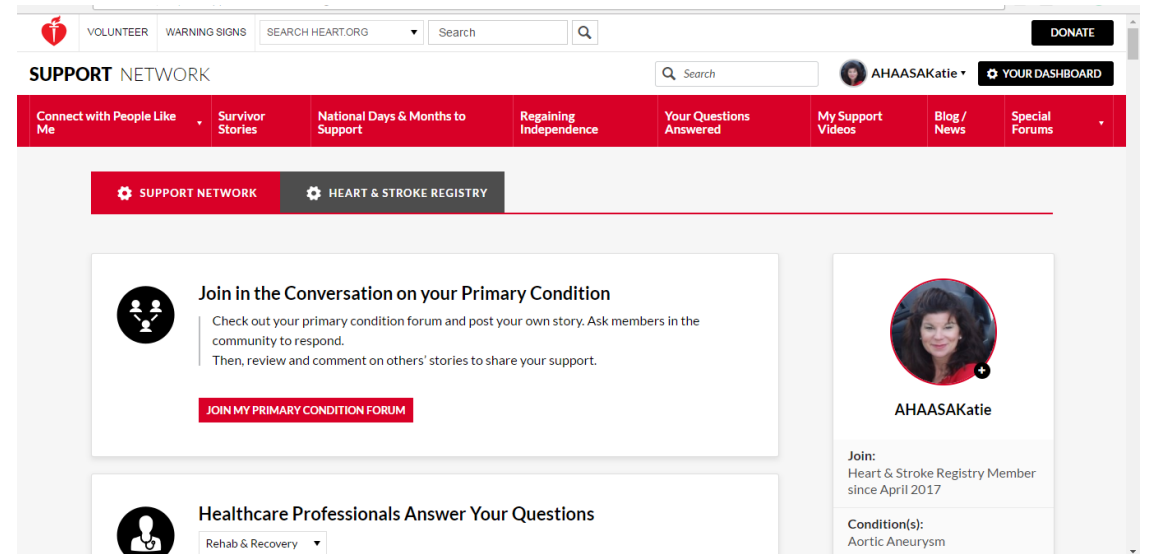 VOLUNTEER WARNING SIGNS SEARCH HEART.ORG Search DONATE
SUPPORT NETWORK Search AHAASAKatie YOUR DASHBOARD
Connect with People Like Me
Survivor Stories
National Days & Months to Support
Regaining Independence
Your Questions Answered
My Support Videos
Blog / News
Special Forums
SUPPORT NETWORK HEART & STROKE REGISTRY
Join in the Conversation on your Primary Condition
Check out your primary condition forum and post your own story. Ask members in the
community to respond.
Then, review and comment on others' stories to share your support.
JOIN MY PRIMARY CONDITION FORUM
Healthcare Professionals Answer Your Questions
Rehab & Recovery
AHAASAKatie
Join:
Heart & Stroke Registry Member
since April 2017
Condition(s):
Aortic Aneurysm